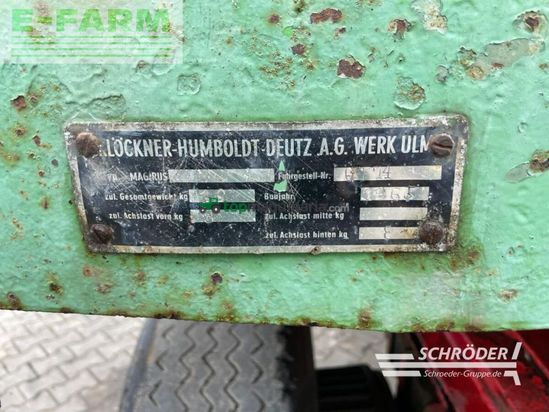 E-FARM
KLÖCKNER-HUMBOLDT-DEUTZ A.G. WERK ULM
Typ MAGIRUS Fahrgestell-Nr.
zul. Gesamtgewicht kg Baujahr
zul. Achslast vorn kg zul. Achslast mitte kg
zul. Achslast hinten kg
SCHRÖDER
Schroeder-Gruppe.de